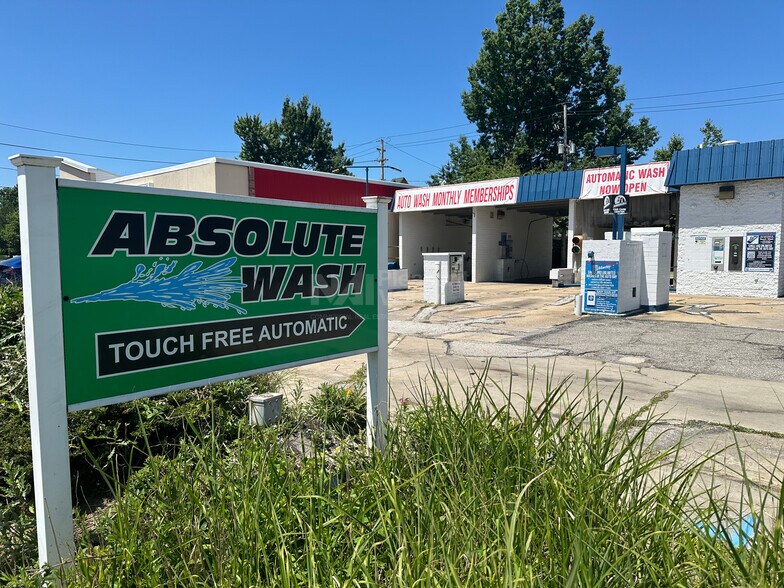 ABSOLUTE
WASH
TOUCH FREE AUTOMATIC
AUTO WASH MONTHLY MEMBERSHIPS
AUTOMATIC WASH
NOW OPEN